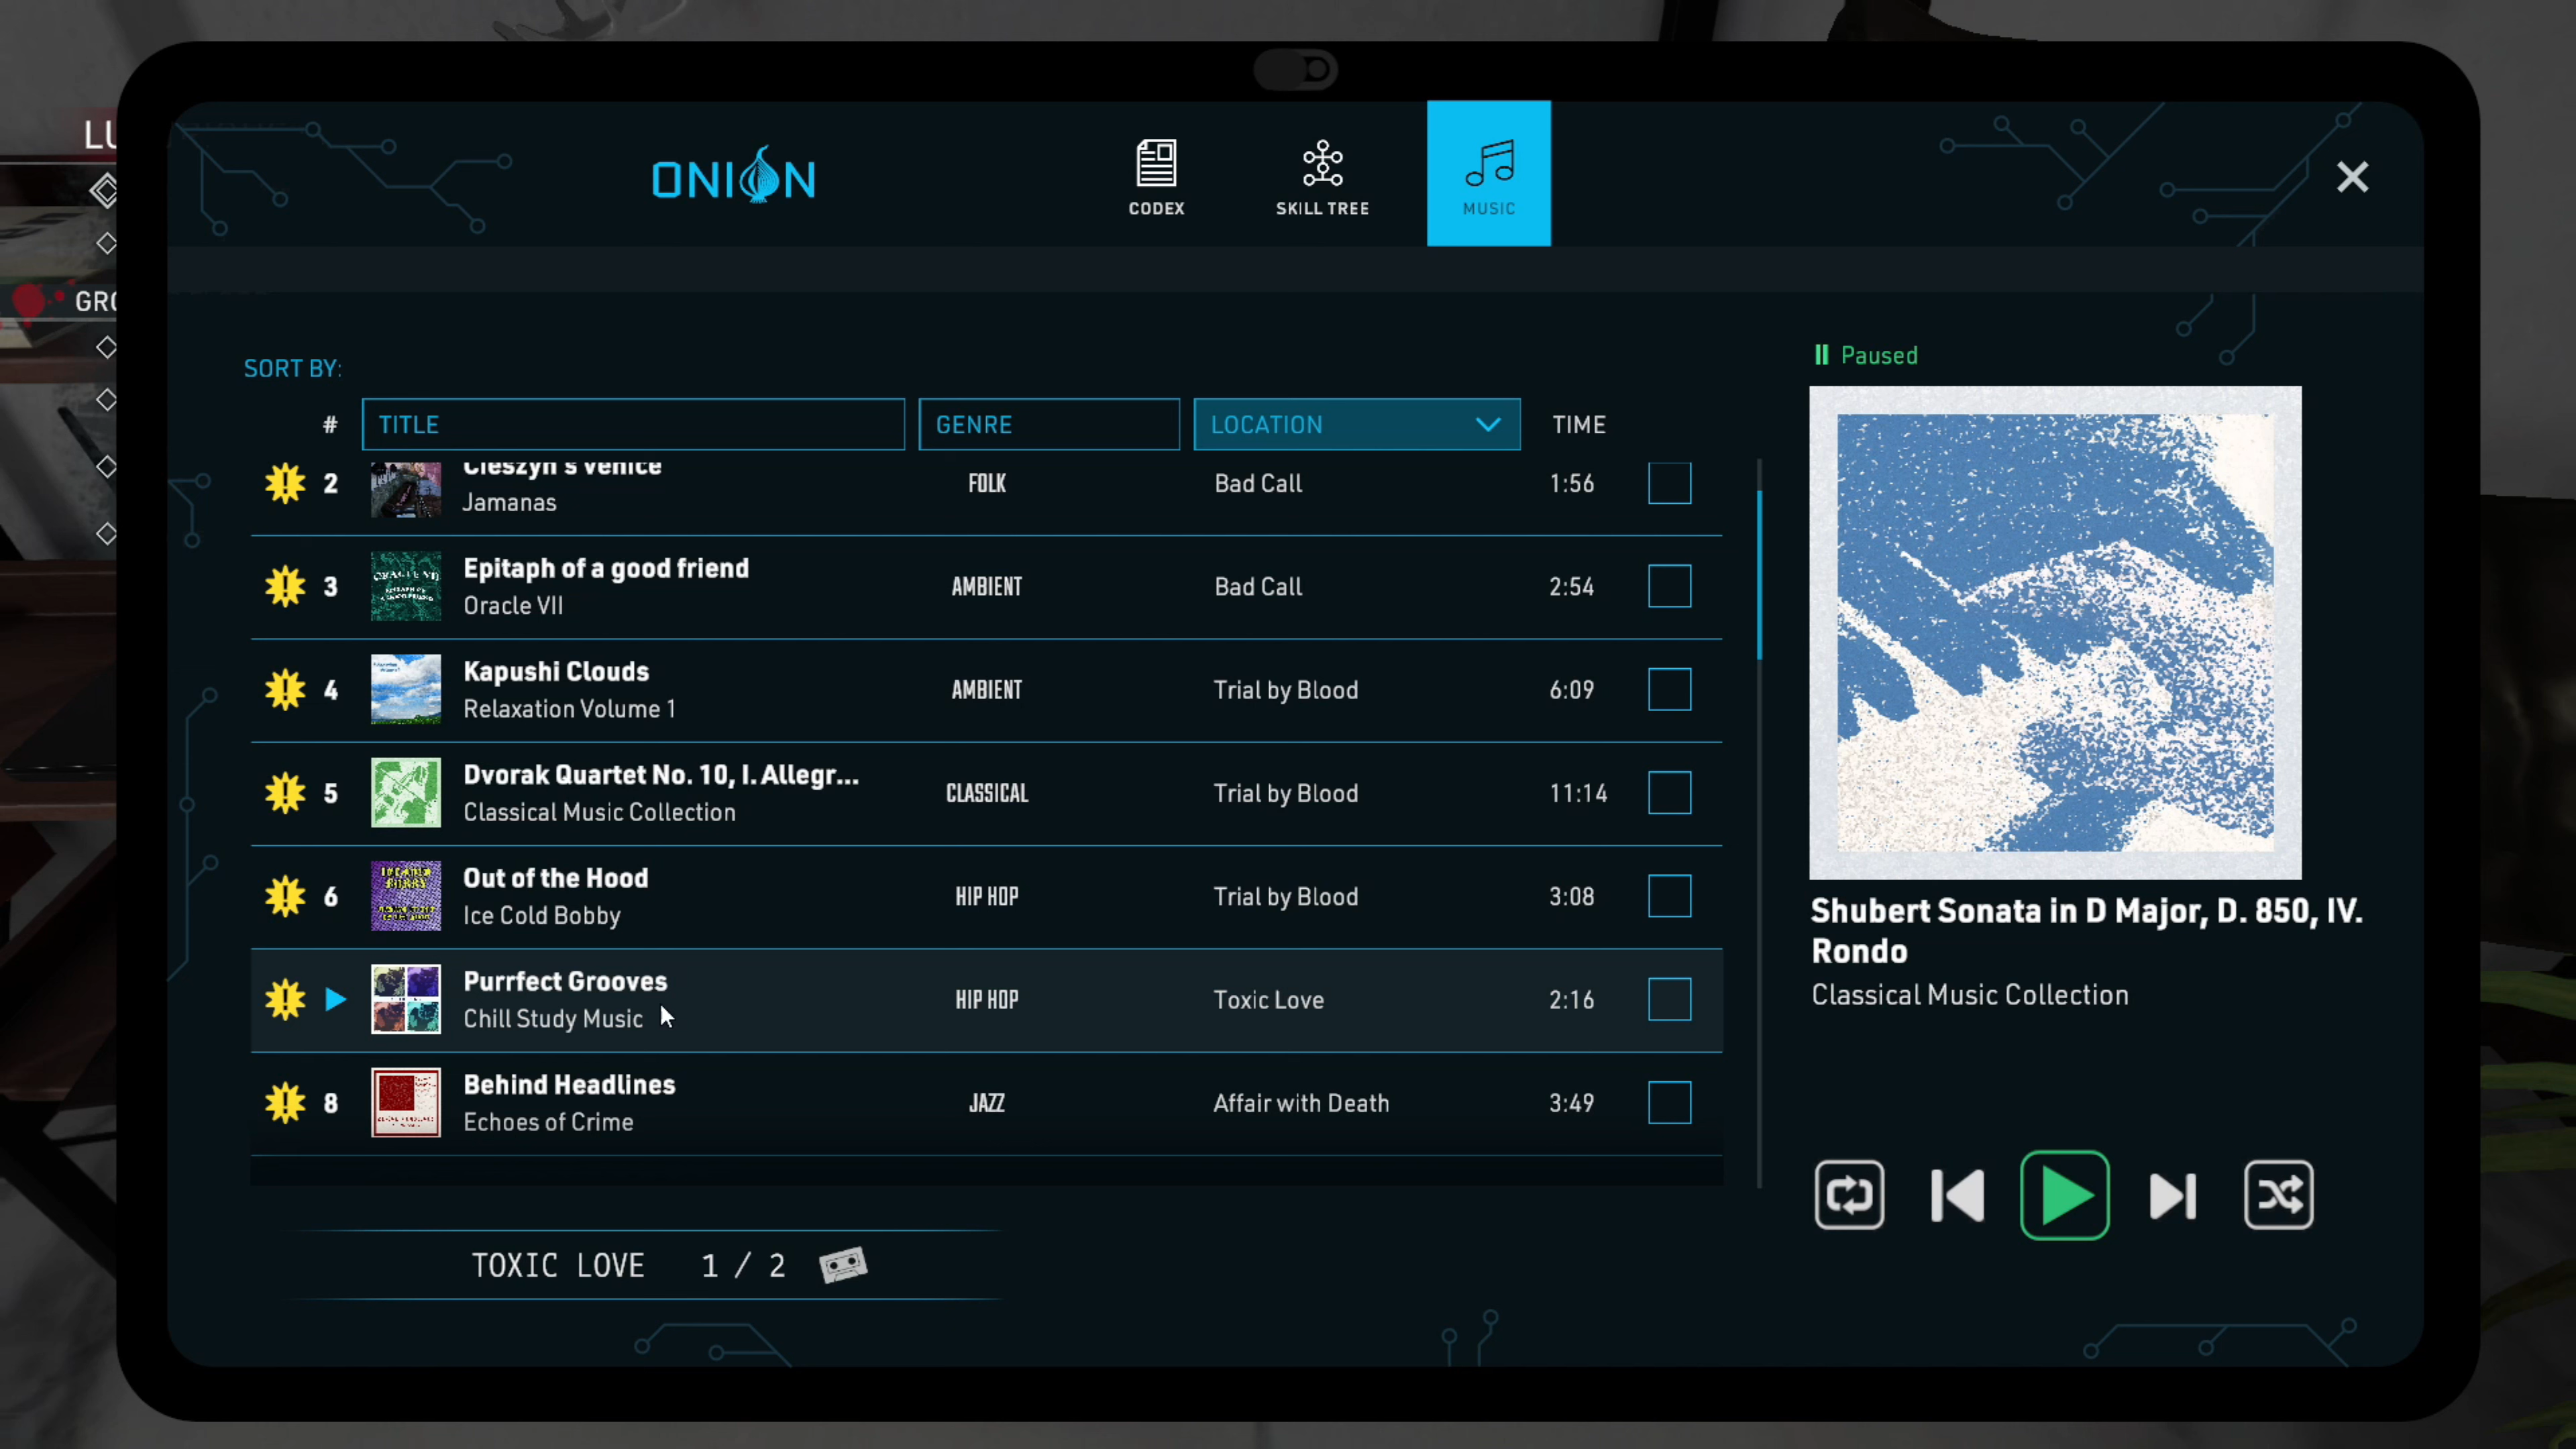 LU
GRO
ONION
CODEX
SKILL TREE
MUSIC
SORT BY:
# TITLE GENRE LOCATION TIME
2 Cieszyn's Venice FOLK Bad Call 1:56
Jamanas
3 Epitaph of a good friend AMBIENT Bad Call 2:54
Oracle VII
4 Kapushi Clouds AMBIENT Trial by Blood 6:09
Relaxation Volume 1
5 Dvorak Quartet No. 10, I. Allegr... CLASSICAL Trial by Blood 11:14
Classical Music Collection
6 Out of the Hood HIP HOP Trial by Blood 3:08
Ice Cold Bobby
Purrfect Grooves HIP HOP Toxic Love 2:16
Chill Study Music
8 Behind Headlines JAZZ Affair with Death 3:49
Echoes of Crime
TOXIC LOVE 1 / 2
Paused
Shubert Sonata in D Major, D. 850, IV.
Rondo
Classical Music Collection